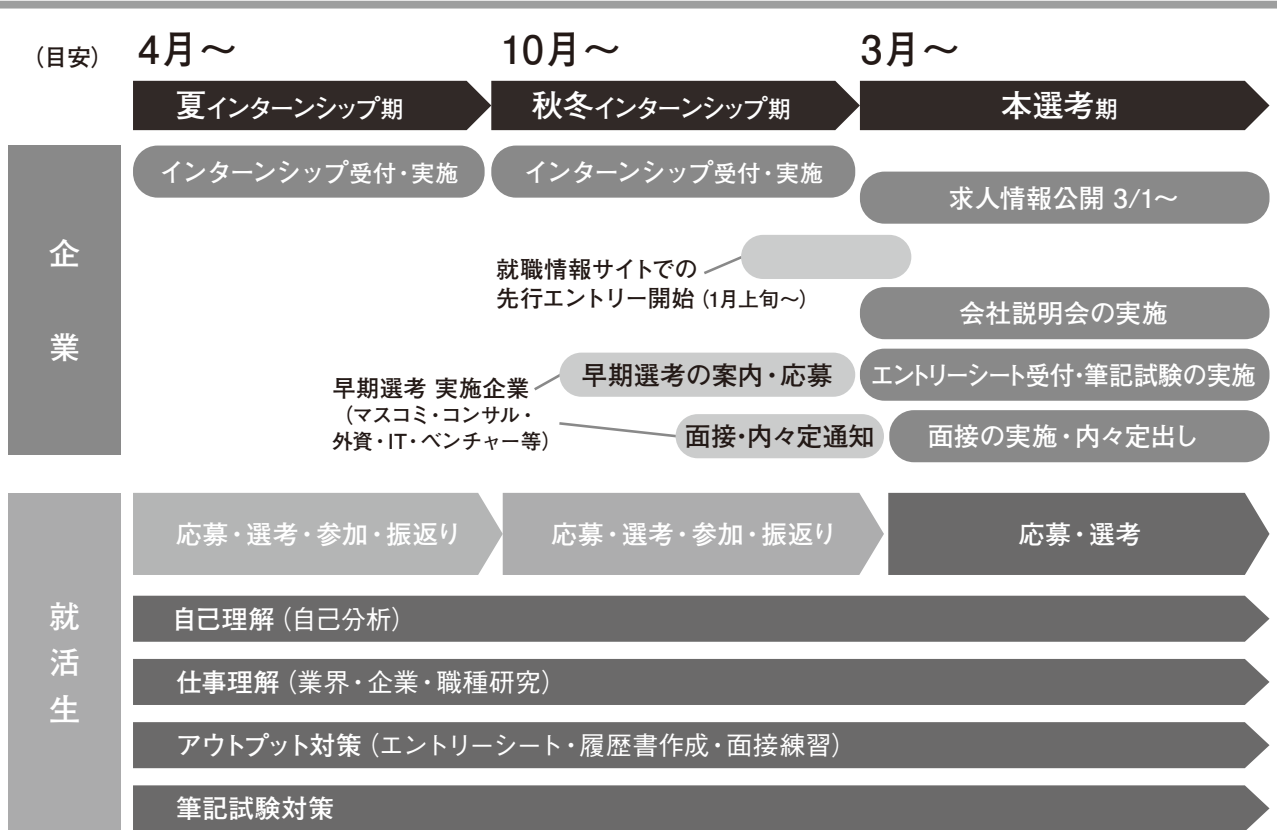 (目安)
4月～
10月～
3月～
夏インターンシップ期
秋冬インターンシップ期
本選考期
企業
インターンシップ受付・実施
インターンシップ受付・実施
求人情報公開 3/1～
就職情報サイトでの
先行エントリー開始 (1月上旬～)
会社説明会の実施
早期選考 実施企業
(マスコミ・コンサル・
外資・IT・ベンチャー等)
早期選考の案内・応募
エントリーシート受付・筆記試験の実施
面接・内々定通知
面接の実施・内々定出し
就活生
応募・選考・参加・振返り
応募・選考・参加・振返り
応募・選考
自己理解 (自己分析)
仕事理解 (業界・企業・職種研究)
アウトプット対策 (エントリーシート・履歴書作成・面接練習)
筆記試験対策